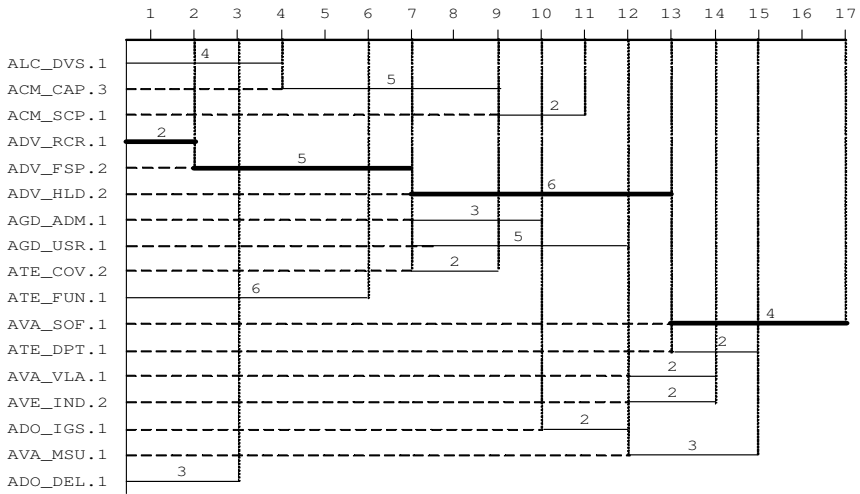 1 2 3 4 5 6 7 8 9 10 11 12 13 14 15 16 17
ALC_DVS.1 4
ACM_CAP.3 5
ACM_SCP.1 2
ADV_RCR.1 2
ADV_FSP.2 5
ADV_HLD.2 6
AGD_ADM.1 3
AGD_USR.1 5
ATE_COV.2 2
ATE_FUN.1 6
AVA_SOF.1 4
ATE_DPT.1 2
AVA_VLA.1 2
AVE_IND.2 2
ADO_IGS.1 2
AVA_MSU.1 3
ADO_DEL.1 3